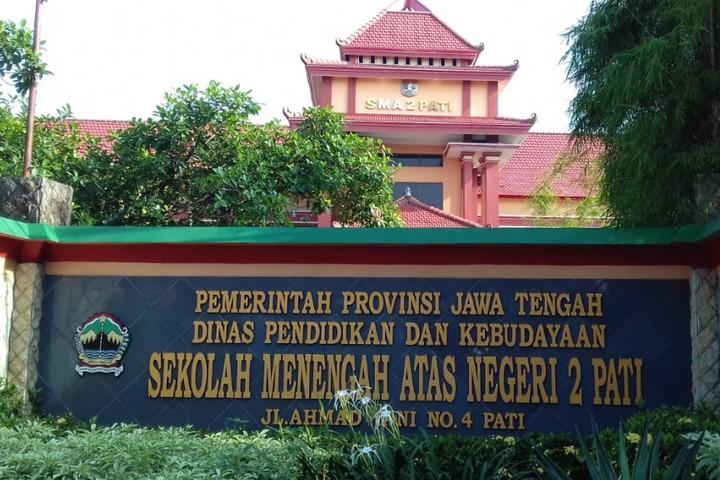 SMA 2 PATI
PEMERINTAH PROVINSI JAWA TENGAH
DINAS PENDIDIKAN DAN KEBUDAYAAN
SEKOLAH MENENGAH ATAS NEGERI 2 PATI
JL.AHMAD YANI NO.4 PATI